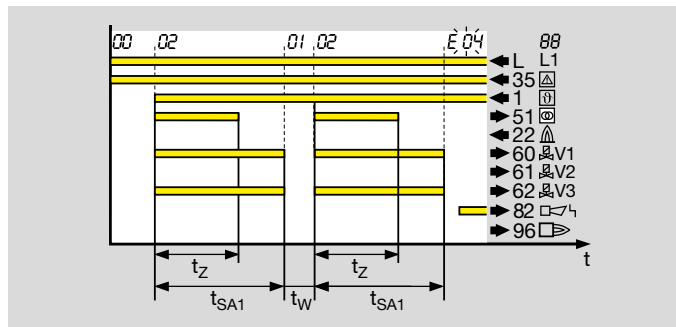 00 02 01 02 E 04 88
L L1
35
1 ϑ
51
22
60 V1
61 V2
62 V3
82
96
t
tZ tZ
tSA1 tW tSA1